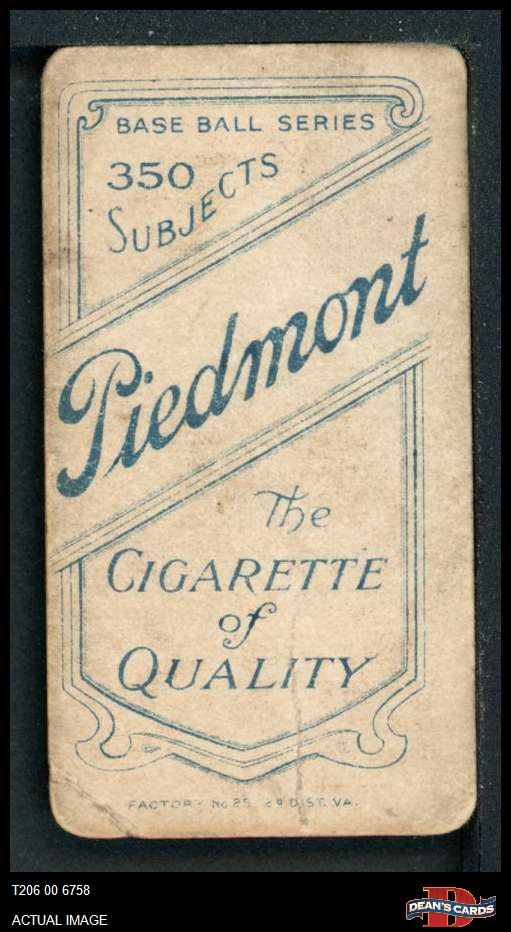 BASE BALL SERIES
350
SUBJECTS
Piedmont
The
CIGARETTE
of
QUALITY
FACTORY No 25, 2ND DIST. VA.
T206 00 6758
ACTUAL IMAGE
D
DEAN'S CARDS